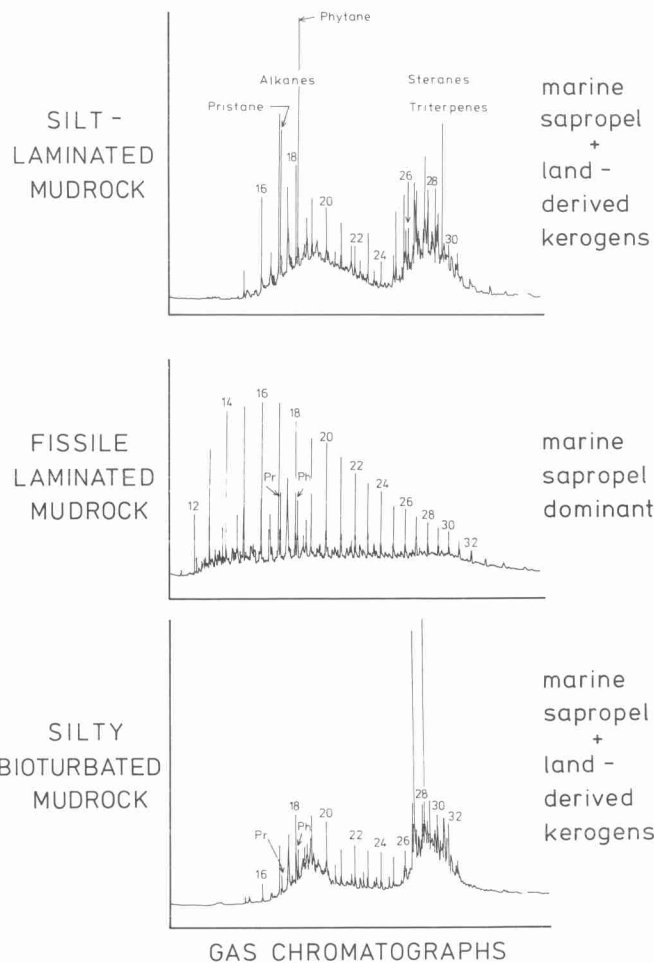 Phytane
Alkanes
Pristane
Steranes
Triterpenes
16
18
20
22
24
26
28
30
SILT -
LAMINATED
MUDROCK
marine
sapropel
+
land -
derived
kerogens
12
14
16
18
20
22
24
26
28
30
32
Pr
Ph
FISSILE
LAMINATED
MUDROCK
marine
sapropel
dominant
16
18
20
22
24
26
28
30
32
Pr
Ph
SILTY
BIOTURBATED
MUDROCK
marine
sapropel
+
land -
derived
kerogens
GAS CHROMATOGRAPHS